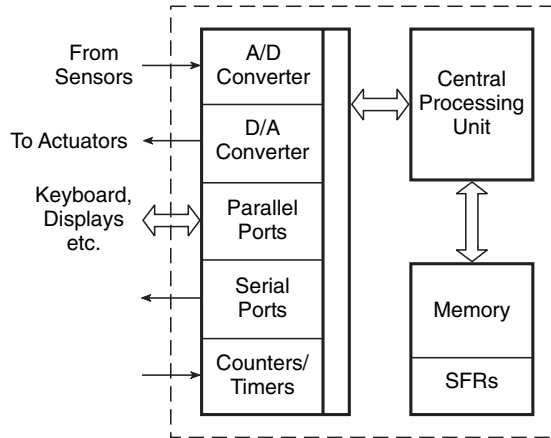 From
Sensors
A/D
Converter
To Actuators
D/A
Converter
Keyboard,
Displays
etc.
Parallel
Ports
Serial
Ports
Counters/
Timers
Central
Processing
Unit
Memory
SFRs